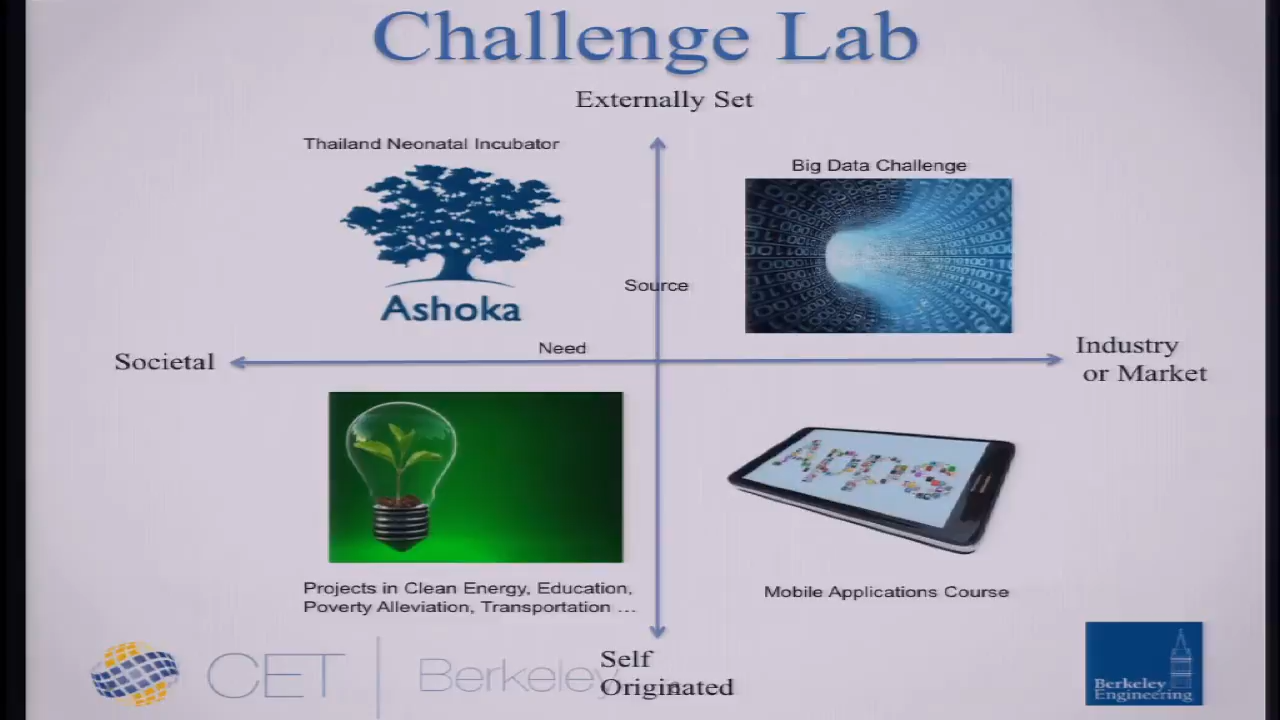 Challenge Lab
Externally Set
Thailand Neonatal Incubator
Big Data Challenge
Ashoka
Source
Need
Societal
Industry
or Market
Apps
Projects in Clean Energy, Education,
Poverty Alleviation, Transportation ...
Mobile Applications Course
CET
Berkeley
Self
Originated
Berkeley
Engineering